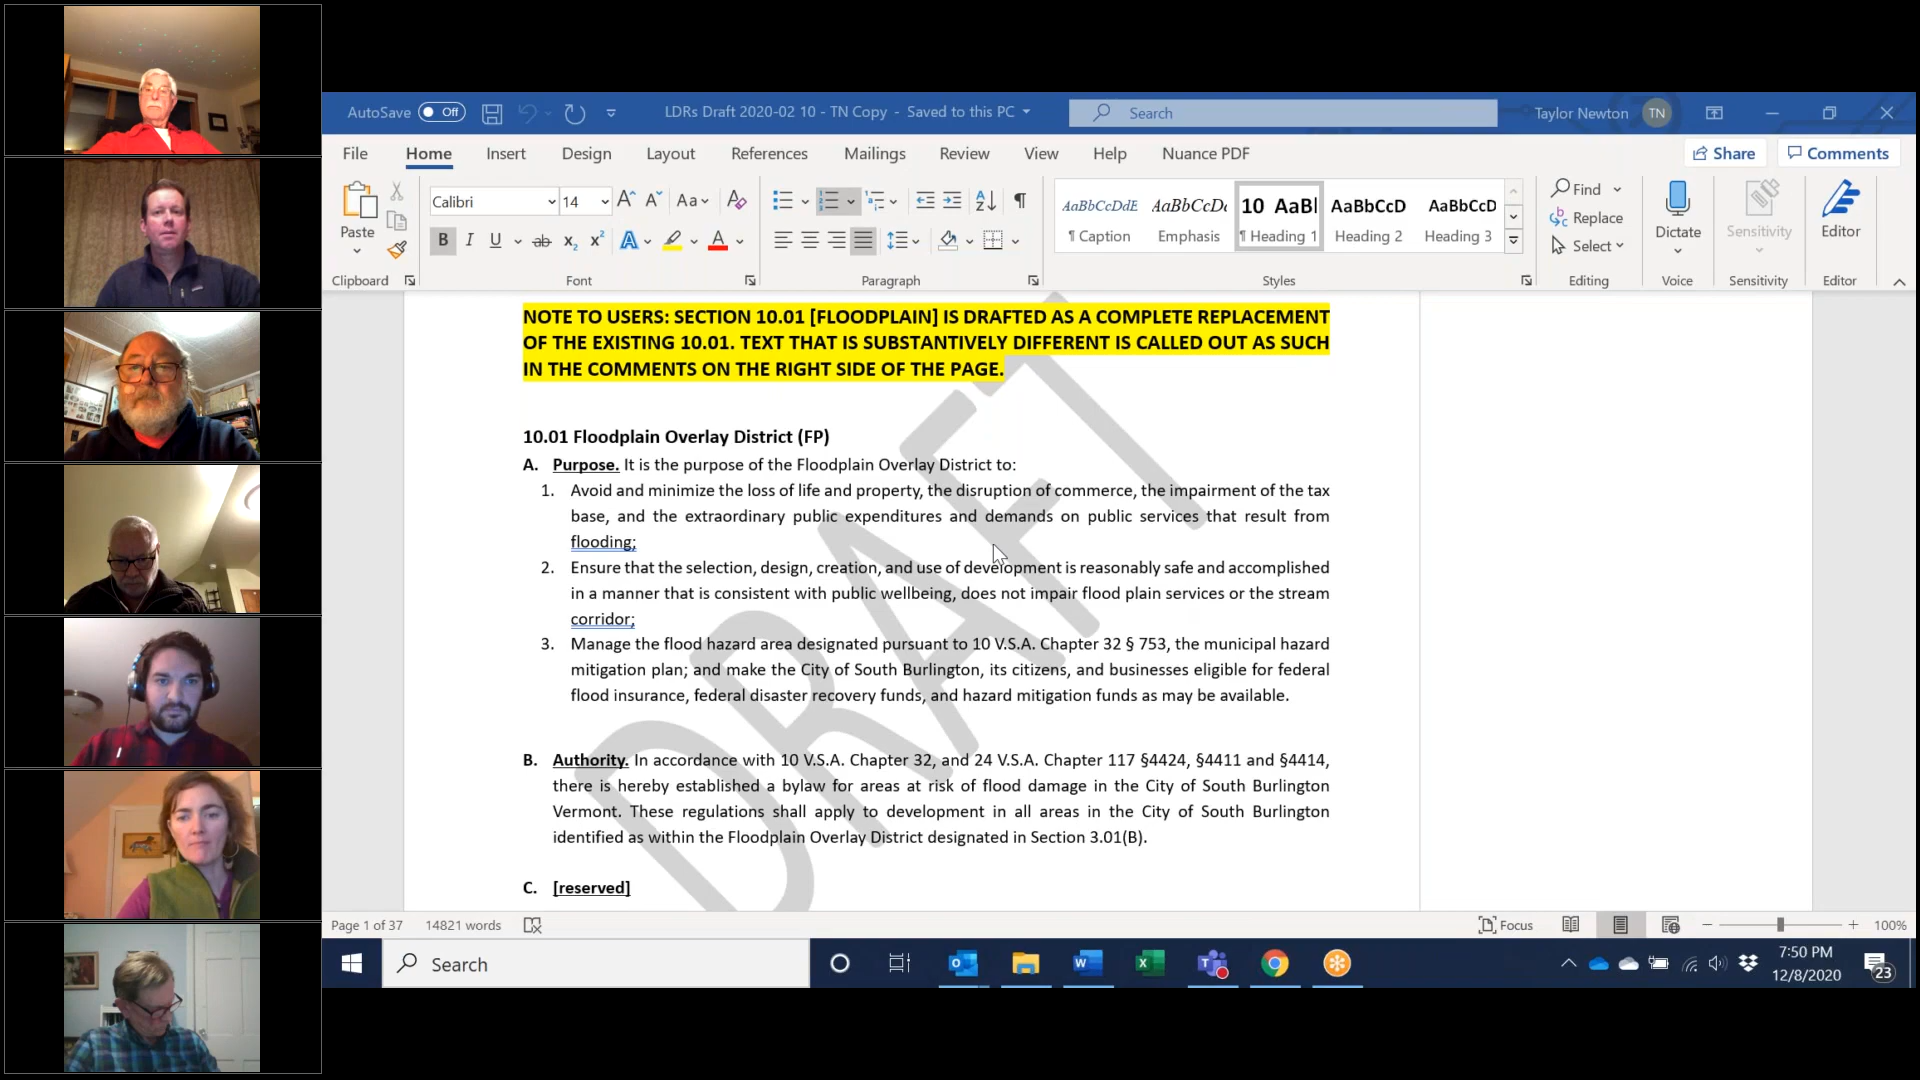 AutoSave Off LDRs Draft 2020-02 10 - TN Copy - Saved to this PC Search Taylor Newton TN
File Home Insert Design Layout References Mailings Review View Help Nuance PDF Share Comments
Paste
Clipboard
Calibri 14
B I U ab x₂ x² A A
Font
Paragraph
AaBbCcDdE AaBbCcDc 10 AaBl AaBbCcD AaBbCcD
¶ Caption Emphasis ¶ Heading 1 Heading 2 Heading 3
Styles
Find
Replace
Select
Editing
Dictate
Voice
Sensitivity
Sensitivity
Editor
Editor
NOTE TO USERS: SECTION 10.01 [FLOODPLAIN] IS DRAFTED AS A COMPLETE REPLACEMENT
OF THE EXISTING 10.01. TEXT THAT IS SUBSTANTIVELY DIFFERENT IS CALLED OUT AS SUCH
IN THE COMMENTS ON THE RIGHT SIDE OF THE PAGE.
10.01 Floodplain Overlay District (FP)
A. Purpose. It is the purpose of the Floodplain Overlay District to:
1. Avoid and minimize the loss of life and property, the disruption of commerce, the impairment of the tax
base, and the extraordinary public expenditures and demands on public services that result from
flooding;
2. Ensure that the selection, design, creation, and use of development is reasonably safe and accomplished
in a manner that is consistent with public wellbeing, does not impair flood plain services or the stream
corridor;
3. Manage the flood hazard area designated pursuant to 10 V.S.A. Chapter 32 § 753, the municipal hazard
mitigation plan; and make the City of South Burlington, its citizens, and businesses eligible for federal
flood insurance, federal disaster recovery funds, and hazard mitigation funds as may be available.
B. Authority. In accordance with 10 V.S.A. Chapter 32, and 24 V.S.A. Chapter 117 §4424, §4411 and §4414,
there is hereby established a bylaw for areas at risk of flood damage in the City of South Burlington
Vermont. These regulations shall apply to development in all areas in the City of South Burlington
identified as within the Floodplain Overlay District designated in Section 3.01(B).
C. [reserved]
DRAFT
Page 1 of 37 14821 words Focus 100%
Search
7:50 PM
12/8/2020
23